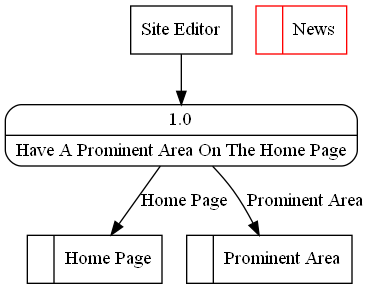 Site Editor
News
1.0
Have A Prominent Area On The Home Page
Home Page
Prominent Area
Home Page
Prominent Area